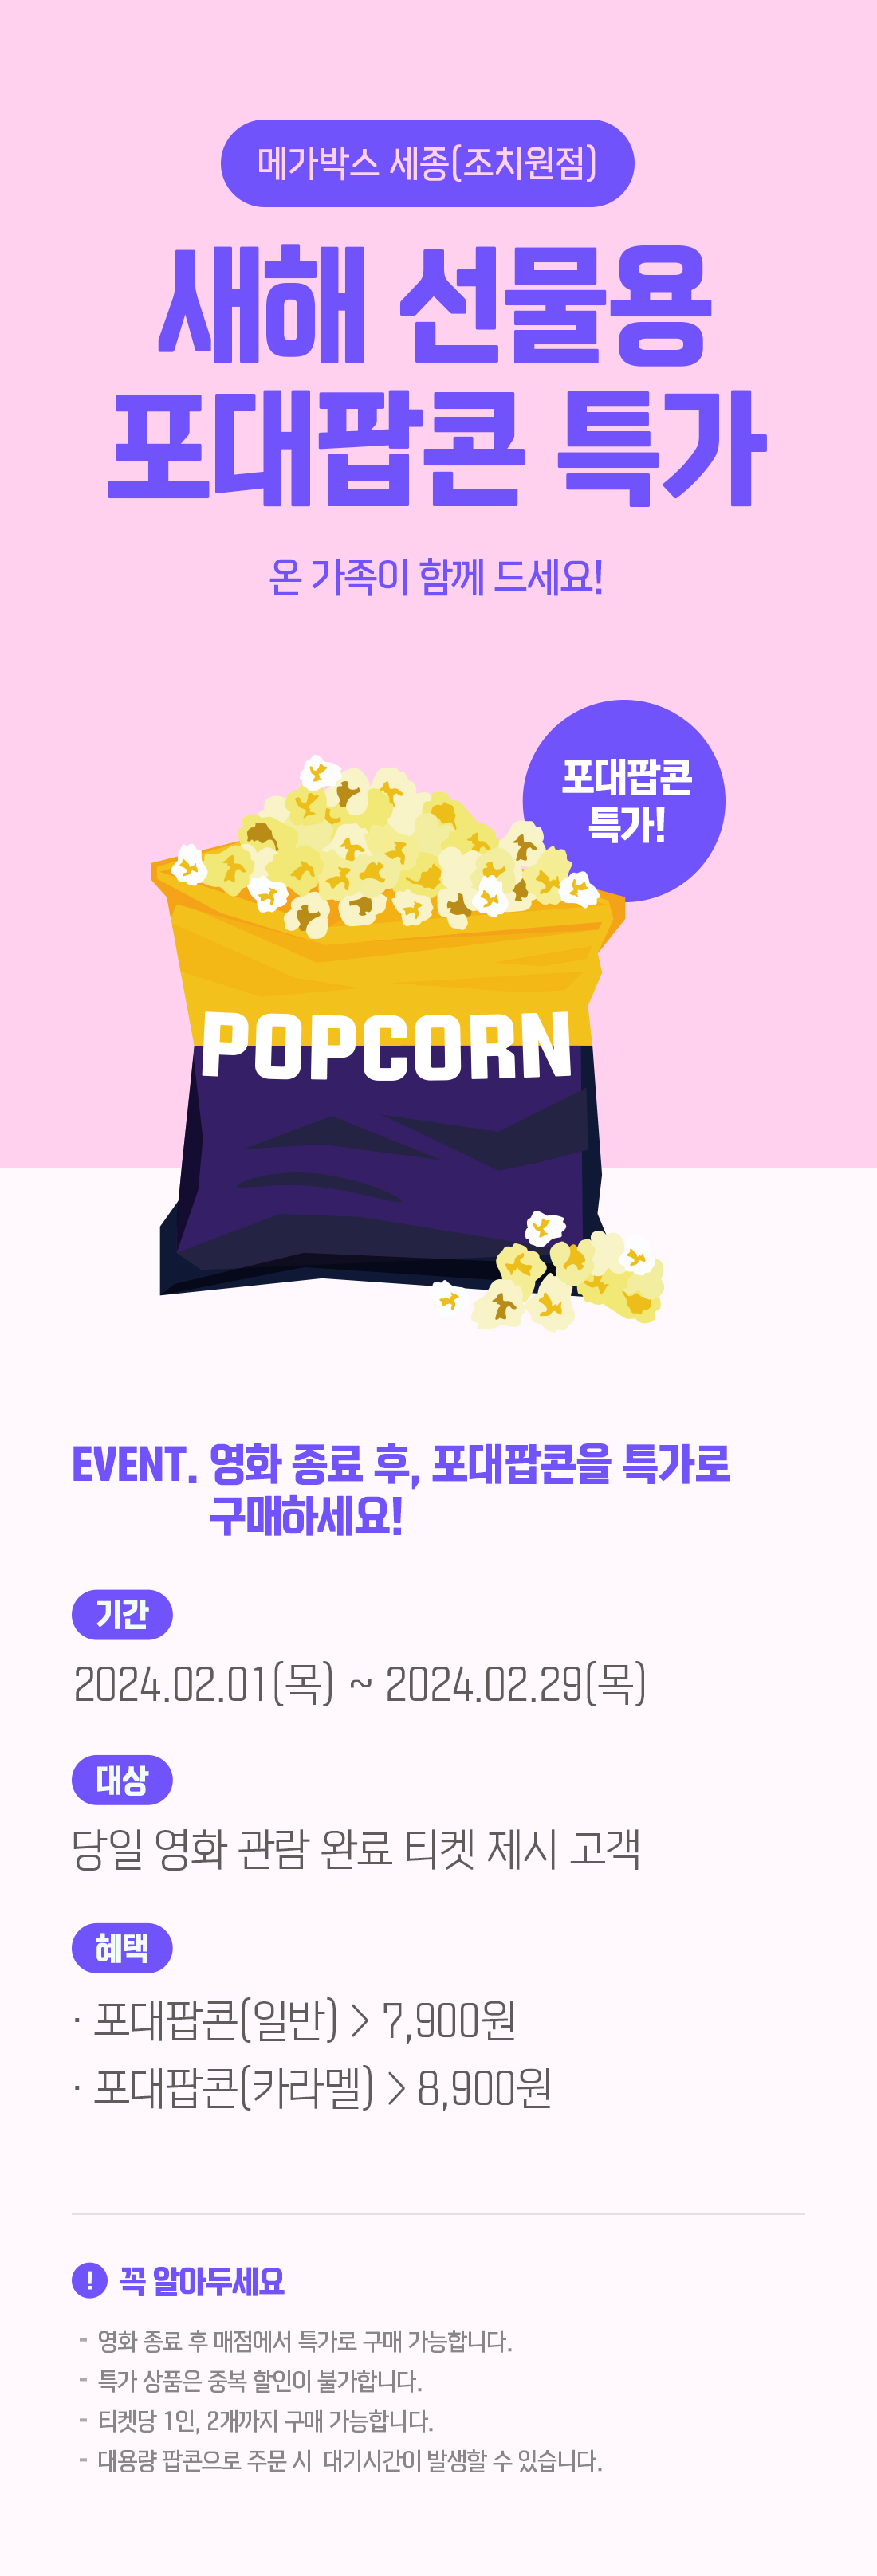 메가박스 세종(조치원점)
새해 선물용
포대팝콘 특가
온 가족이 함께 드세요!
포대팝콘
특가!
POPCORN
EVENT. 영화 종료 후, 포대팝콘을 특가로
구매하세요!
기간
2024.02.01(목) ~ 2024.02.29(목)
대상
당일 영화 관람 완료 티켓 제시 고객
혜택
· 포대팝콘(일반) > 7,900원
· 포대팝콘(카라멜) > 8,900원
! 꼭 알아두세요
- 영화 종료 후 매점에서 특가로 구매 가능합니다.
- 특가 상품은 중복 할인이 불가합니다.
- 티켓당 1인, 2개까지 구매 가능합니다.
- 대용량 팝콘으로 주문 시  대기시간이 발생할 수 있습니다.